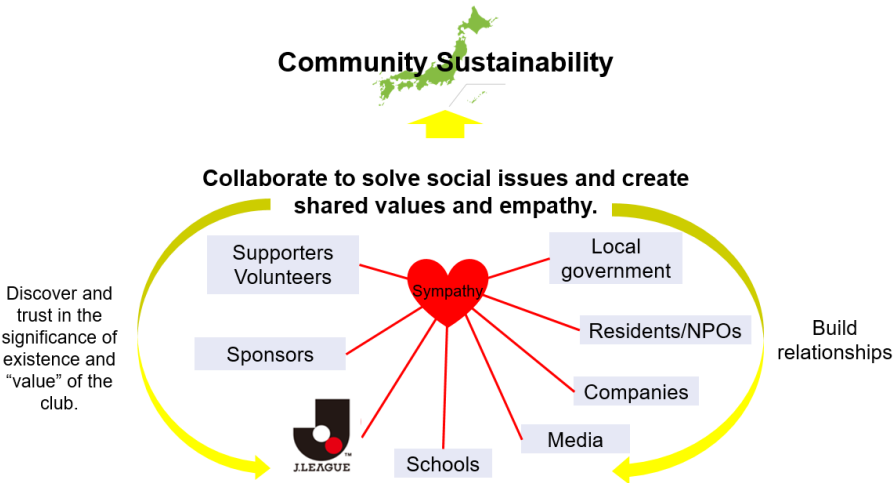 Community Sustainability
Collaborate to solve social issues and create
shared values and empathy.
Supporters
Volunteers
Local
government
Sympathy
Discover and
trust in the
significance of
existence and
“value” of the
club.
Sponsors
Residents/NPOs
Build
relationships
Companies
Media
Schools
TM
J.LEAGUE